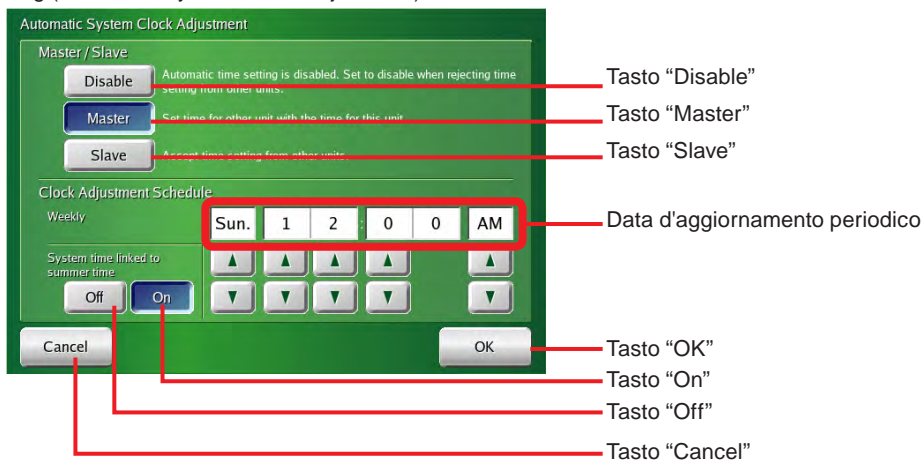 Automatic System Clock Adjustment
Master / Slave
Disable
Automatic time setting is disabled. Set to disable when rejecting time
setting from other units.
Tasto “Disable”
Master
Set time for other unit with the time for this unit
Tasto “Master”
Slave
Accept time setting from other units.
Tasto “Slave”
Clock Adjustment Schedule
Weekly
Sun. 1 2 : 0 0 AM
Data d'aggiornamento periodico
System time linked to
summer time
Off On
Cancel
OK
Tasto “OK”
Tasto “On”
Tasto “Off”
Tasto “Cancel”